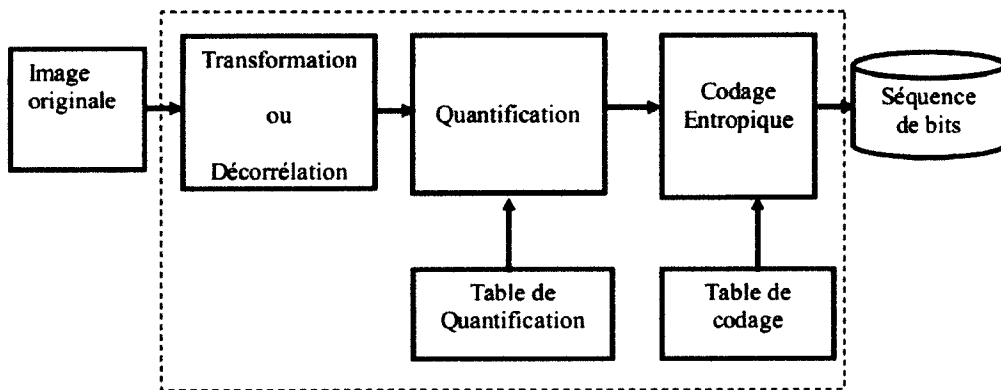 Image
originale
Transformation
ou
Décorrélation
Quantification
Codage
Entropique
Séquence
de bits
Table de
Quantification
Table de
codage